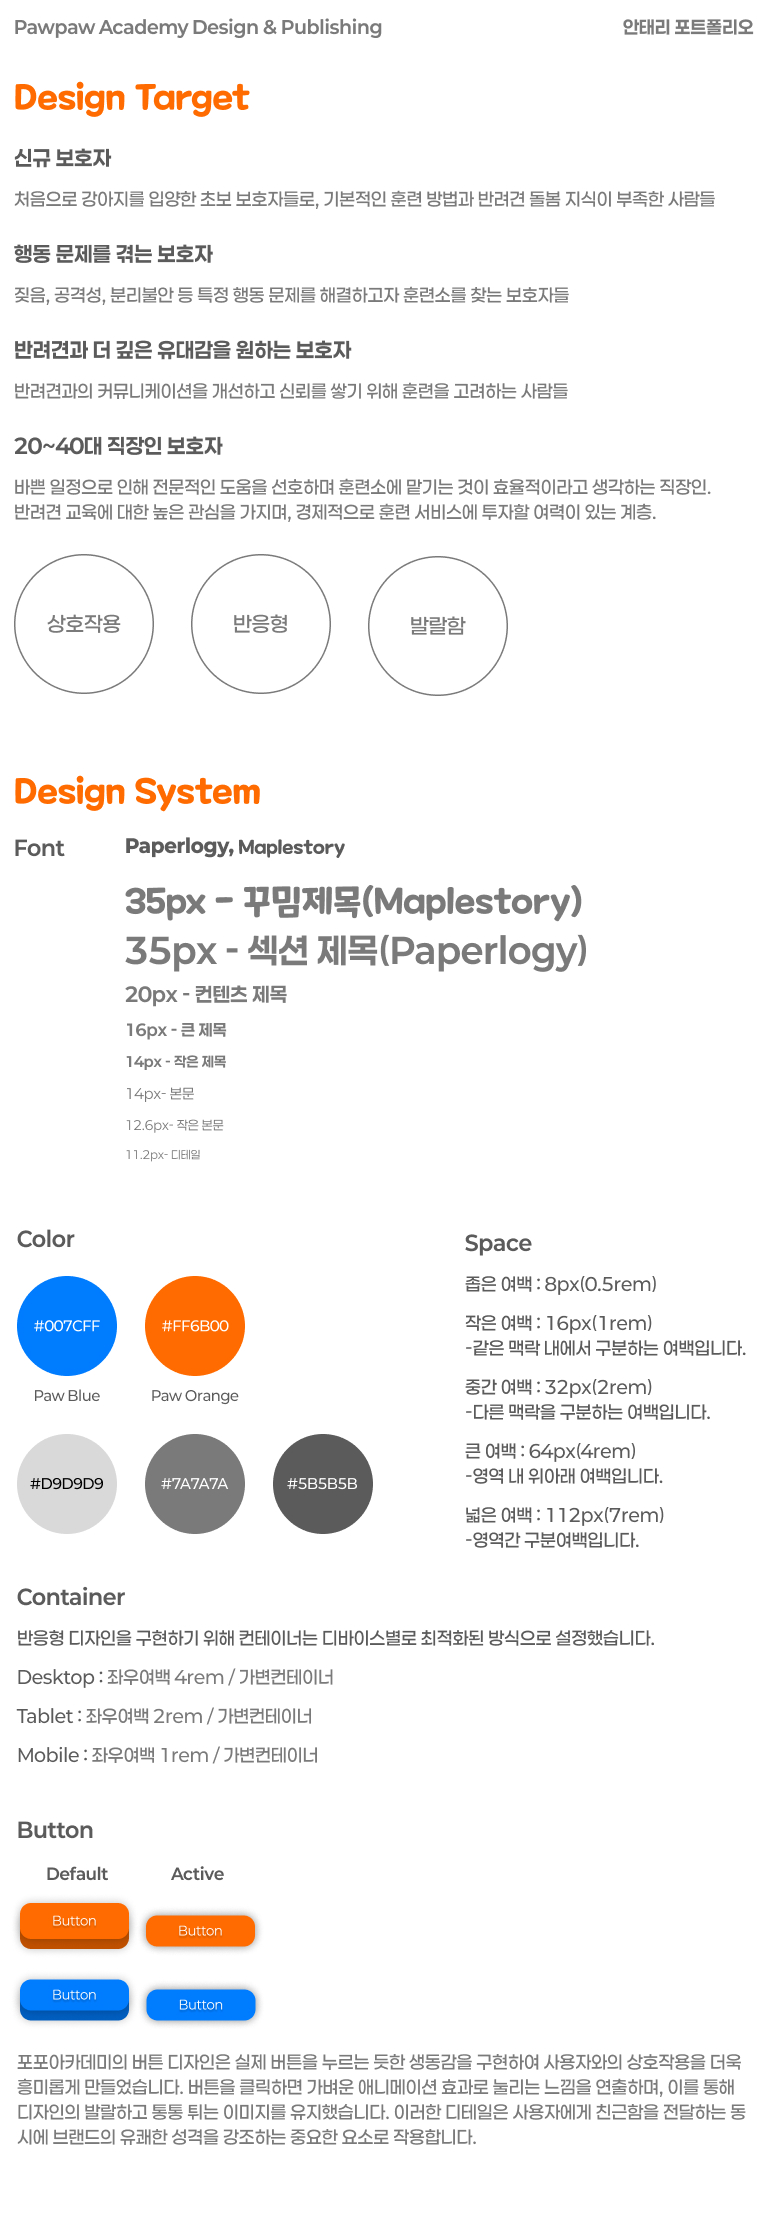 Pawpaw Academy Design & Publishing
안태리 포트폴리오
Design Target
신규 보호자
처음으로 강아지를 입양한 초보 보호자들로, 기본적인 훈련 방법과 반려견 돌봄 지식이 부족한 사람들
행동 문제를 겪는 보호자
짖음, 공격성, 분리불안 등 특정 행동 문제를 해결하고자 훈련소를 찾는 보호자들
반려견과 더 깊은 유대감을 원하는 보호자
반려견과의 커뮤니케이션을 개선하고 신뢰를 쌓기 위해 훈련을 고려하는 사람들
20~40대 직장인 보호자
바쁜 일정으로 인해 전문적인 도움을 선호하며 훈련소에 맡기는 것이 효율적이라고 생각하는 직장인.
반려견 교육에 대한 높은 관심을 가지며, 경제적으로 훈련 서비스에 투자할 여력이 있는 계층.
상호작용
반응형
발랄함
Design System
Font
Paperlogy, Maplestory
35px - 꾸밈제목(Maplestory)
35px - 섹션 제목(Paperlogy)
20px - 컨텐츠 제목
16px - 큰 제목
14px - 작은 제목
14px- 본문
12.6px- 작은 본문
11.2px- 디테일
Color
#007CFF
#FF6B00
Paw Blue
Paw Orange
#D9D9D9
#7A7A7A
#5B5B5B
Space
좁은 여백 : 8px(0.5rem)
작은 여백 : 16px(1rem)
-같은 맥락 내에서 구분하는 여백입니다.
중간 여백 : 32px(2rem)
-다른 맥락을 구분하는 여백입니다.
큰 여백 : 64px(4rem)
-영역 내 위아래 여백입니다.
넓은 여백 : 112px(7rem)
-영역간 구분여백입니다.
Container
반응형 디자인을 구현하기 위해 컨테이너는 디바이스별로 최적화된 방식으로 설정했습니다.
Desktop : 좌우여백 4rem / 가변컨테이너
Tablet : 좌우여백 2rem / 가변컨테이너
Mobile : 좌우여백 1rem / 가변컨테이너
Button
Default
Active
Button
Button
Button
Button
포포아카데미의 버튼 디자인은 실제 버튼을 누르는 듯한 생동감을 구현하여 사용자와의 상호작용을 더욱
흥미롭게 만들었습니다. 버튼을 클릭하면 가벼운 애니메이션 효과로 눌리는 느낌을 연출하며, 이를 통해
디자인의 발랄하고 통통 튀는 이미지를 유지했습니다. 이러한 디테일은 사용자에게 친근함을 전달하는 동
시에 브랜드의 유쾌한 성격을 강조하는 중요한 요소로 작용합니다.